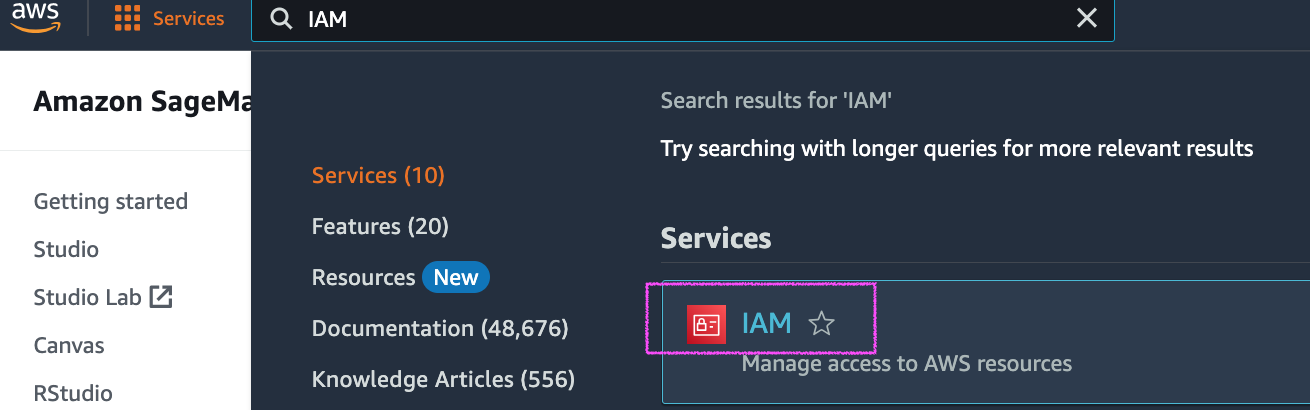 aws
Services
IAM
Amazon SageMa
Getting started
Studio
Studio Lab
Canvas
RStudio
Services (10)
Features (20)
Resources New
Documentation (48,676)
Knowledge Articles (556)
Search results for 'IAM'
Try searching with longer queries for more relevant results
Services
IAM
Manage access to AWS resources